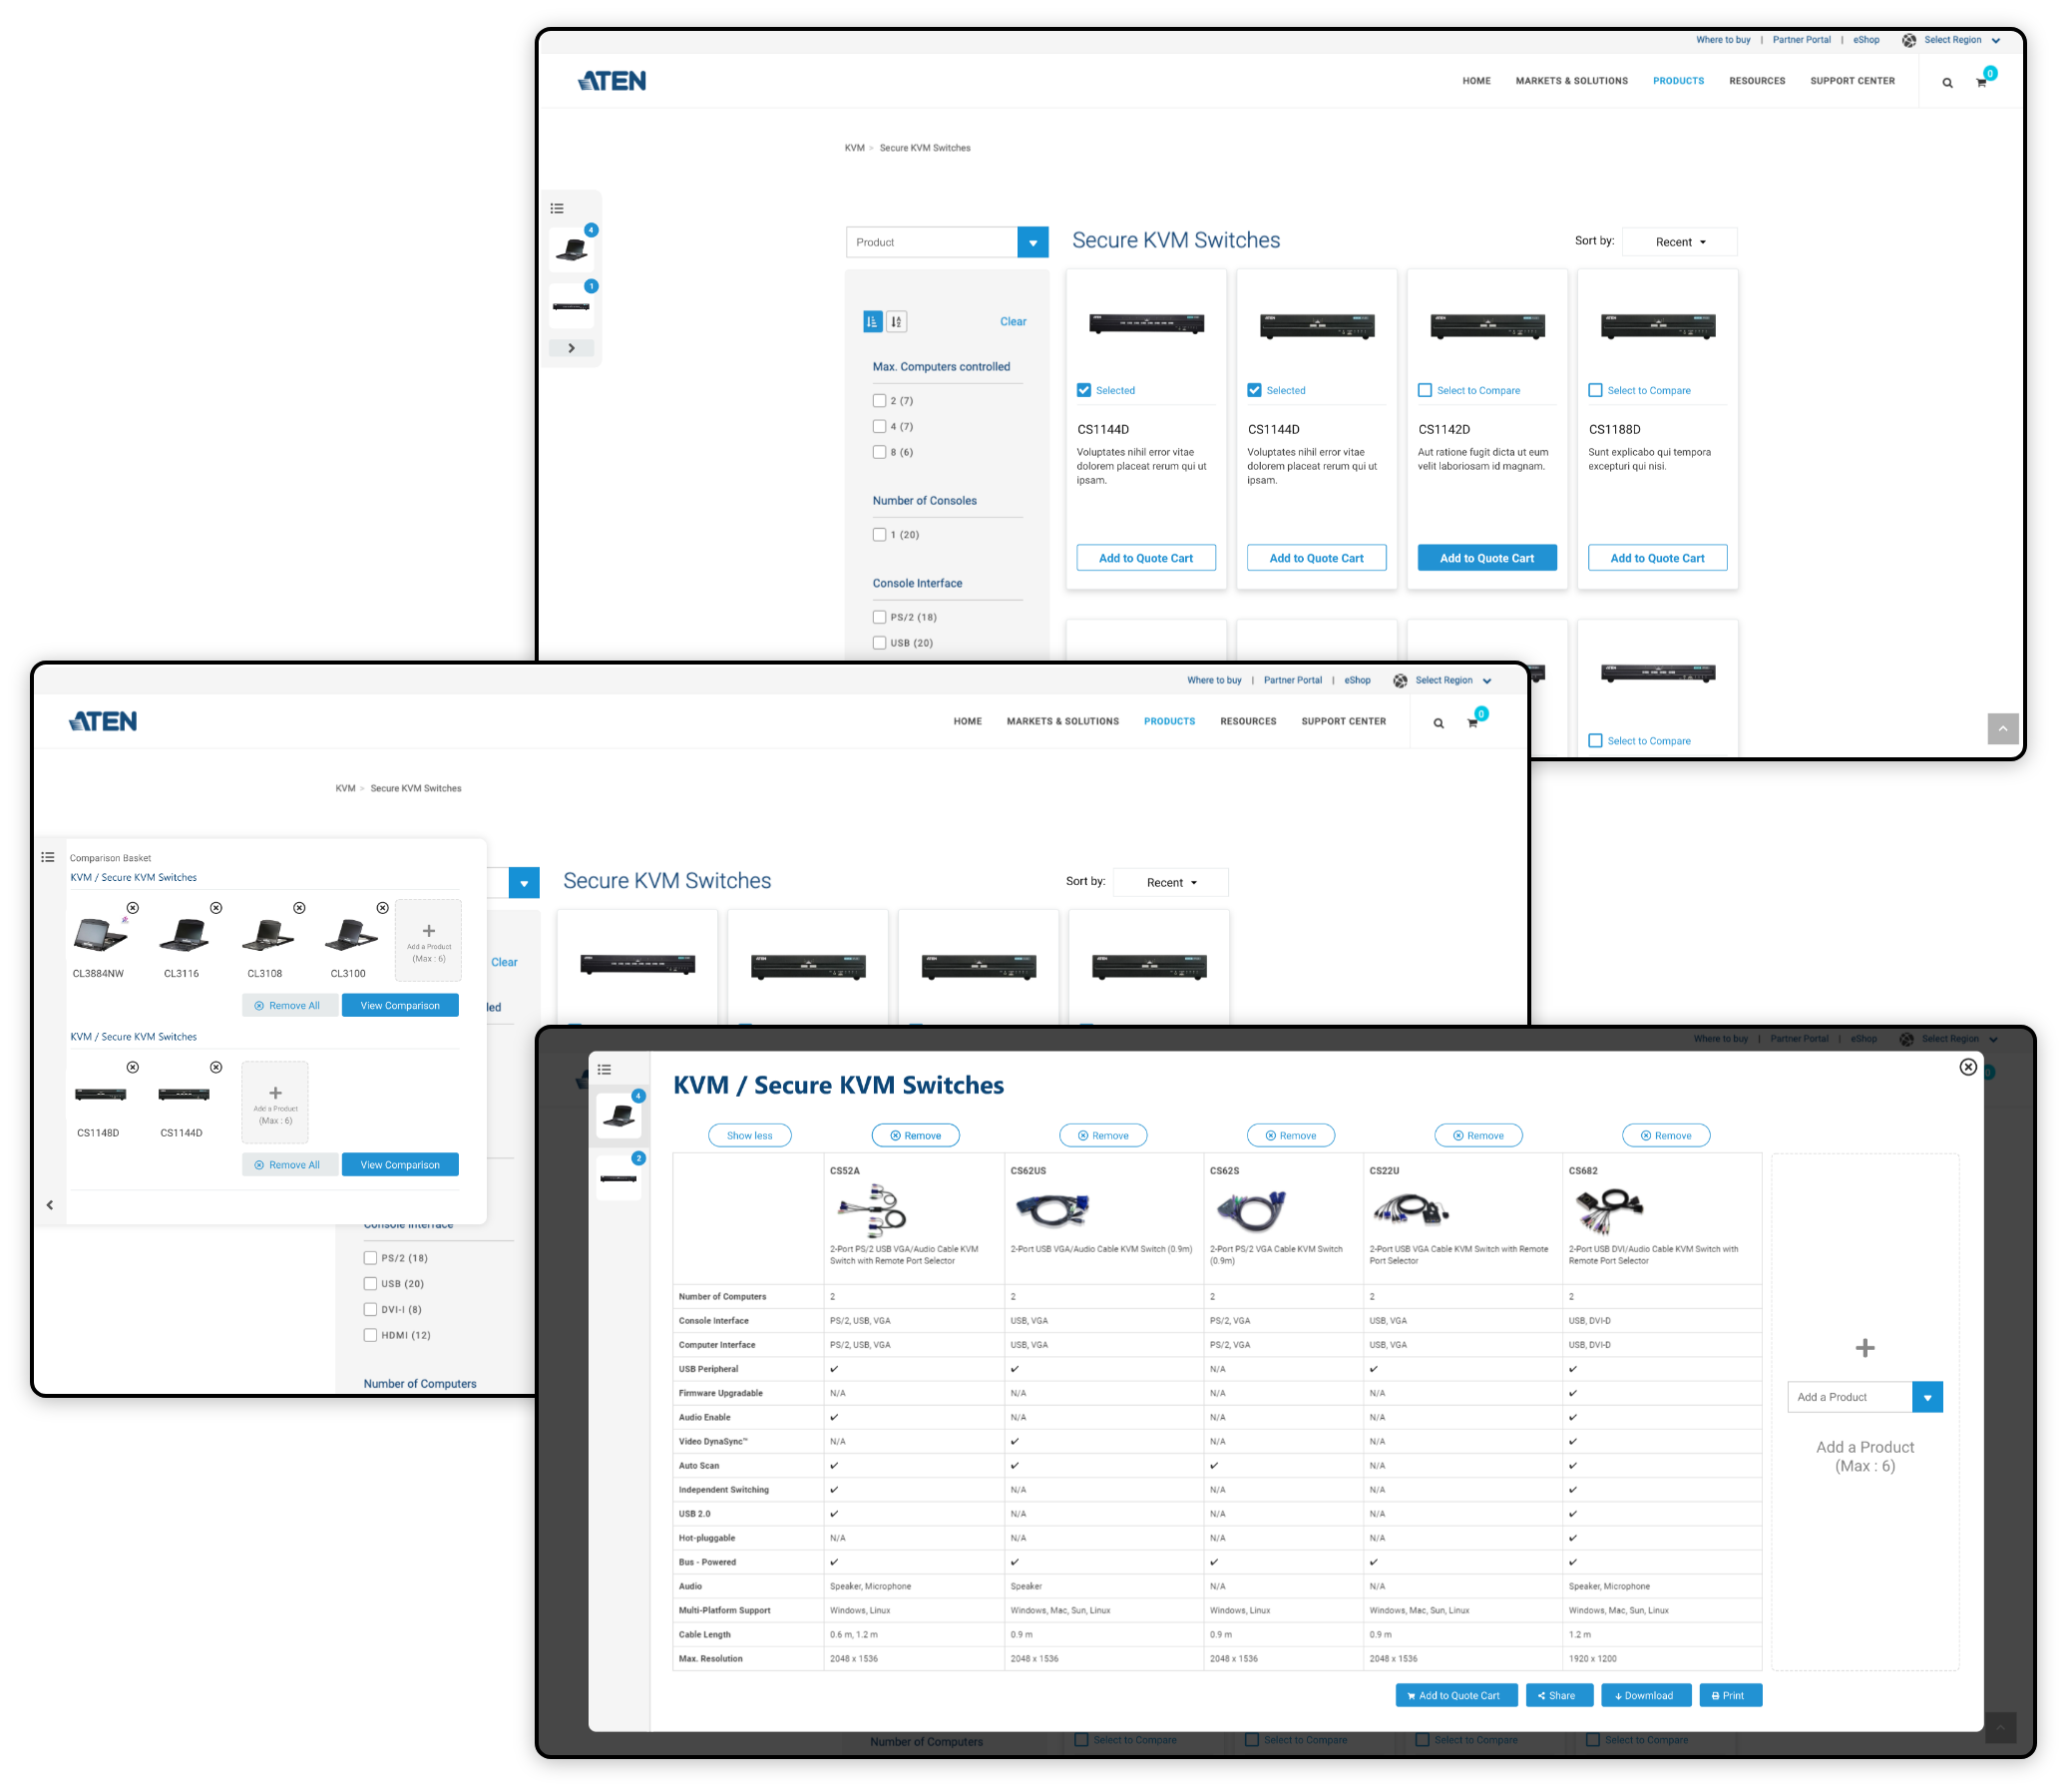 Where to buy | Partner Portal | eShop Select Region
ATEN
HOME MARKETS & SOLUTIONS PRODUCTS RESOURCES SUPPORT CENTER 0
KVM > Secure KVM Switches
4
1
Product
Secure KVM Switches
Sort by: Recent
Clear
Max. Computers controlled
2 (7)
4 (7)
8 (6)
Number of Consoles
1 (20)
Console Interface
PS/2 (18)
USB (20)
Selected
CS1144D
Voluptates nihil error vitae
dolorem placeat rerum qui ut
ipsam.
Add to Quote Cart
Selected
CS1144D
Voluptates nihil error vitae
dolorem placeat rerum qui ut
ipsam.
Add to Quote Cart
Select to Compare
CS1142D
Aut ratione fugit dicta ut eum
velit laboriosam id magnam.
Add to Quote Cart
Select to Compare
CS1188D
Sunt explicabo qui tempora
excepturi qui nisi.
Add to Quote Cart
Select to Compare
Where to buy | Partner Portal | eShop Select Region
ATEN
HOME MARKETS & SOLUTIONS PRODUCTS RESOURCES SUPPORT CENTER 0
KVM > Secure KVM Switches
Comparison Basket
KVM / Secure KVM Switches
CL3884NW CL3116 CL3108 CL3100
Add a Product
(Max : 6)
Remove All View Comparison
KVM / Secure KVM Switches
CS1148D CS1144D
Add a Product
(Max : 6)
Remove All View Comparison
Secure KVM Switches
Sort by: Recent
Clear
led
Console Interface
PS/2 (18)
USB (20)
DVI-I (8)
HDMI (12)
Number of Computers
Where to buy | Partner Portal | eShop Select Region
0
4
2
KVM / Secure KVM Switches
Show less Remove Remove Remove Remove Remove
CS52A CS62US CS62S CS22U CS682
2-Port PS/2 USB VGA/Audio Cable KVM
Switch with Remote Port Selector
2-Port USB VGA/Audio Cable KVM Switch (0.9m)
2-Port PS/2 VGA Cable KVM Switch
(0.9m)
2-Port USB VGA Cable KVM Switch with Remote
Port Selector
2-Port USB DVI/Audio Cable KVM Switch with
Remote Port Selector
Number of Computers 2 2 2 2 2
Console Interface PS/2, USB, VGA USB, VGA PS/2, VGA USB, VGA USB, DVI-D
Computer Interface PS/2, USB, VGA USB, VGA PS/2, VGA USB, VGA USB, DVI-D
USB Peripheral ✓ ✓ N/A ✓ ✓
Firmware Upgradable N/A N/A N/A N/A ✓
Audio Enable ✓ N/A N/A N/A ✓
Video DynaSync™ N/A ✓ N/A N/A ✓
Auto Scan ✓ ✓ ✓ N/A ✓
Independent Switching ✓ N/A N/A N/A ✓
USB 2.0 ✓ N/A N/A N/A ✓
Hot-pluggable N/A N/A N/A N/A ✓
Bus - Powered ✓ ✓ ✓ ✓ ✓
Audio Speaker, Microphone Speaker N/A N/A Speaker, Microphone
Multi-Platform Support Windows, Linux Windows, Mac, Sun, Linux Windows, Linux Windows, Mac, Sun, Linux Windows, Mac, Sun, Linux
Cable Length 0.6 m, 1.2 m 0.9 m 0.9 m 0.9 m 1.2 m
Max. Resolution 2048 x 1536 2048 x 1536 2048 x 1536 2048 x 1536 1920 x 1200
Add a Product
Add a Product
(Max : 6)
Add to Quote Cart Share Dowmload Print
Number of Computers Select to Compare Select to Compare Select to Compare Select to Compare